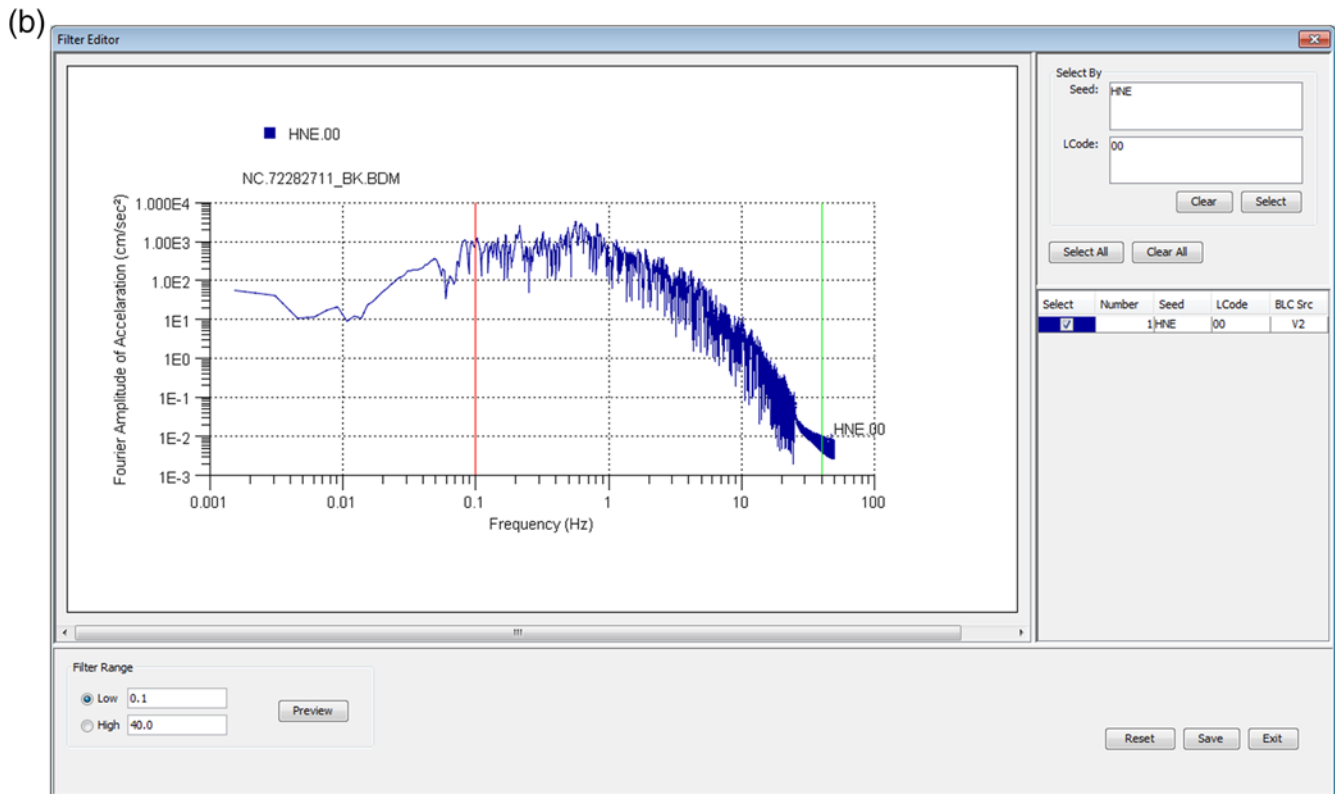 (b)
Filter Editor
HNE.00
NC.72282711_BK.BDM
Fourier Amplitude of Accelaration (cm/sec²)
1.000E4
1.00E3
1.0E2
1E1
1E0
1E-1
1E-2
1E-3
HNE.00
0.001 0.01 0.1 1 10 100
Frequency (Hz)
Select By
Seed: HNE
LCode: 00
Clear Select
Select All Clear All
Select Number Seed LCode BLC Src
1 HNE 00 V2
Filter Range
Low 0.1
High 40.0
Preview
Reset Save Exit